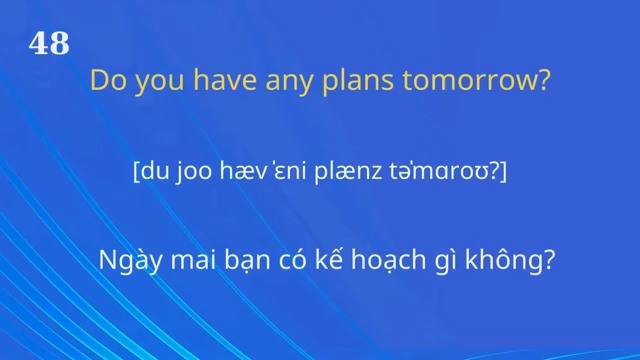 48
Do you have any plans tomorrow?
[du joo hæv ˈɛni plænz təˈmɑroʊ?]
Ngày mai bạn có kế hoạch gì không?